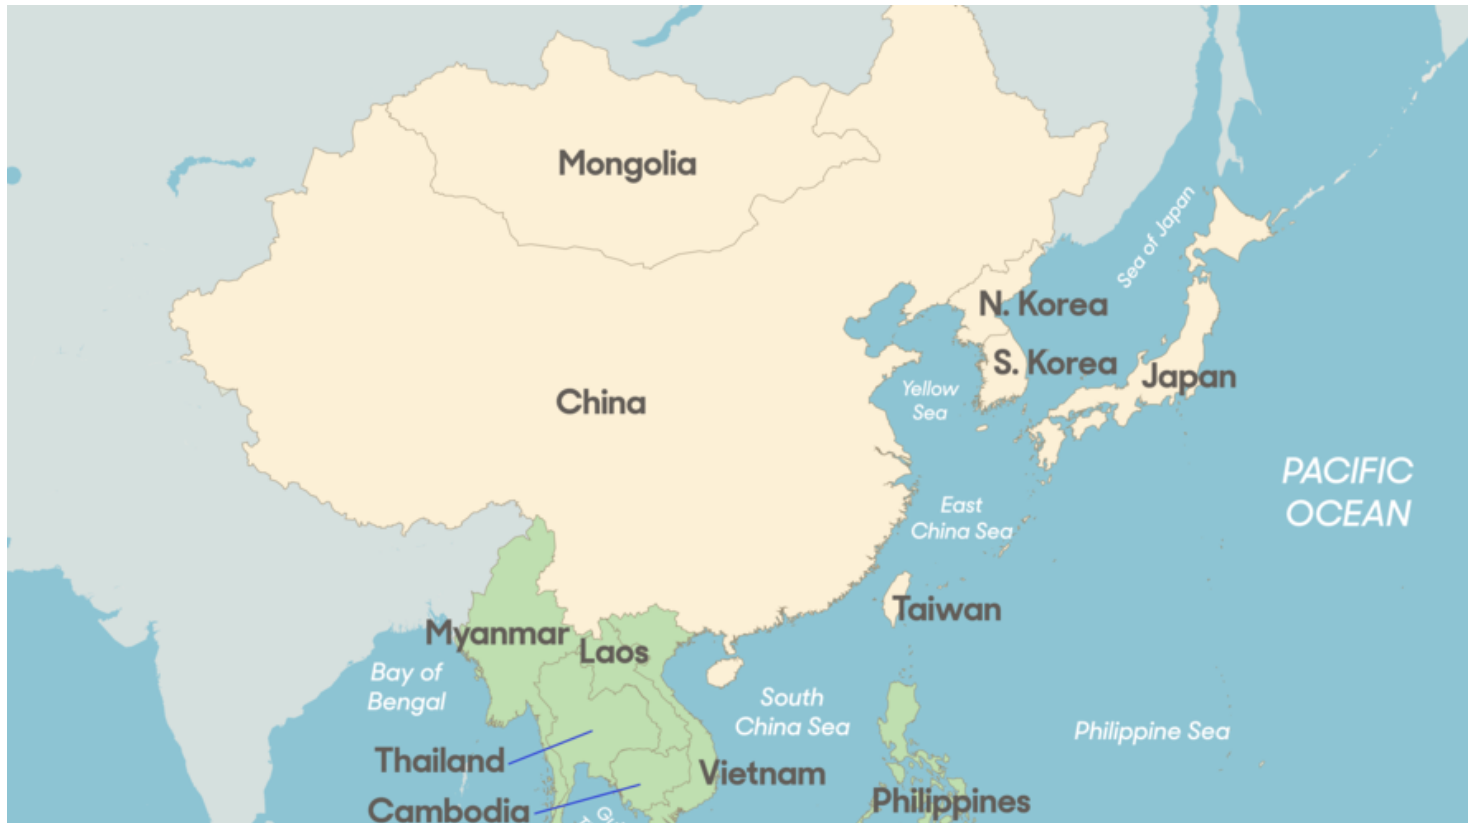 Mongolia
Sea of Japan
N. Korea
S. Korea
Japan
China
Yellow
Sea
PACIFIC
OCEAN
East
China Sea
Taiwan
Myanmar
Laos
Bay of
Bengal
South
China Sea
Philippine Sea
Thailand
Vietnam
Cambodia
Philippines